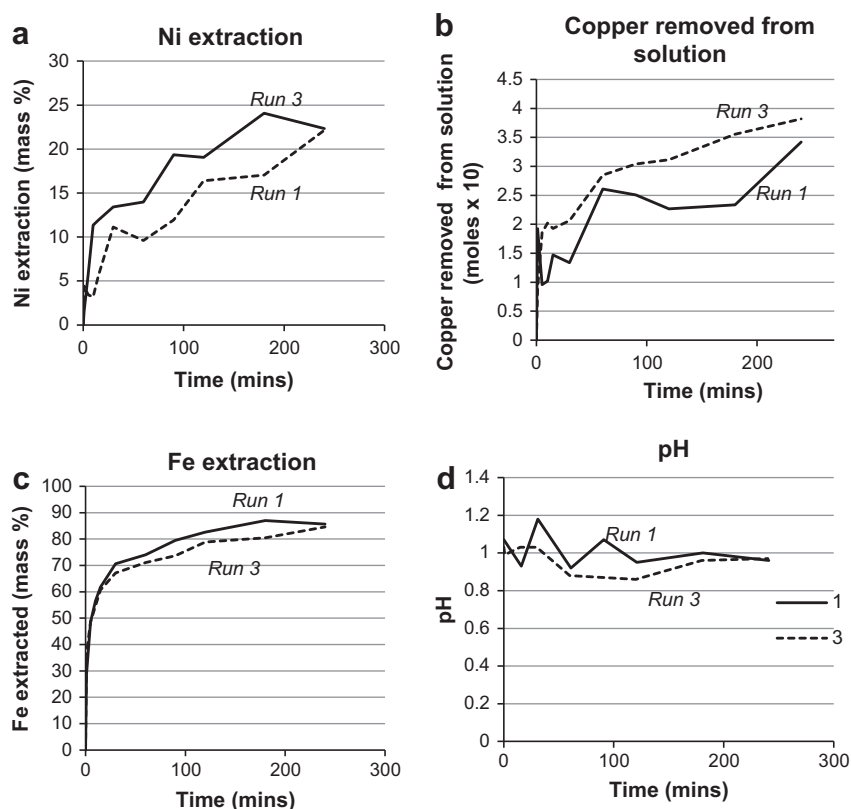 a
Ni extraction
Ni extraction (mass %)
30
25
20
15
10
5
0
Run 3
Run 1
0 100 200 300
Time (mins)
b
Copper removed from
solution
Copper removed from solution
(moles x 10)
4.5
4
3.5
3
2.5
2
1.5
1
0.5
0
Run 3
Run 1
0 100 200
Time (mins)
c
Fe extraction
Fe extracted (mass %)
100
90
80
70
60
50
40
30
20
10
0
Run 1
Run 3
0 100 200 300
Time (mins)
d
pH
pH
1.4
1.2
1
0.8
0.6
0.4
0.2
0
Run 1
Run 3
1
3
0 100 200 300
Time (mins)